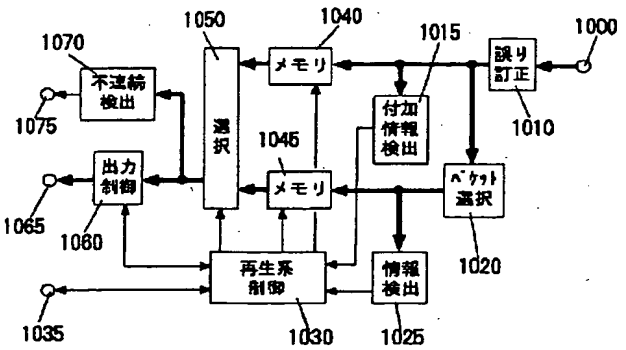 1050
1040
1000
1070
1015
不連続
検出
メモリ
誤り
訂正
1075
付加
情報
検出
1010
選択
1045
出力
制御
メモリ
パケット
選択
1065
1060
1020
再生系
制御
情報
検出
1035
1030
1025